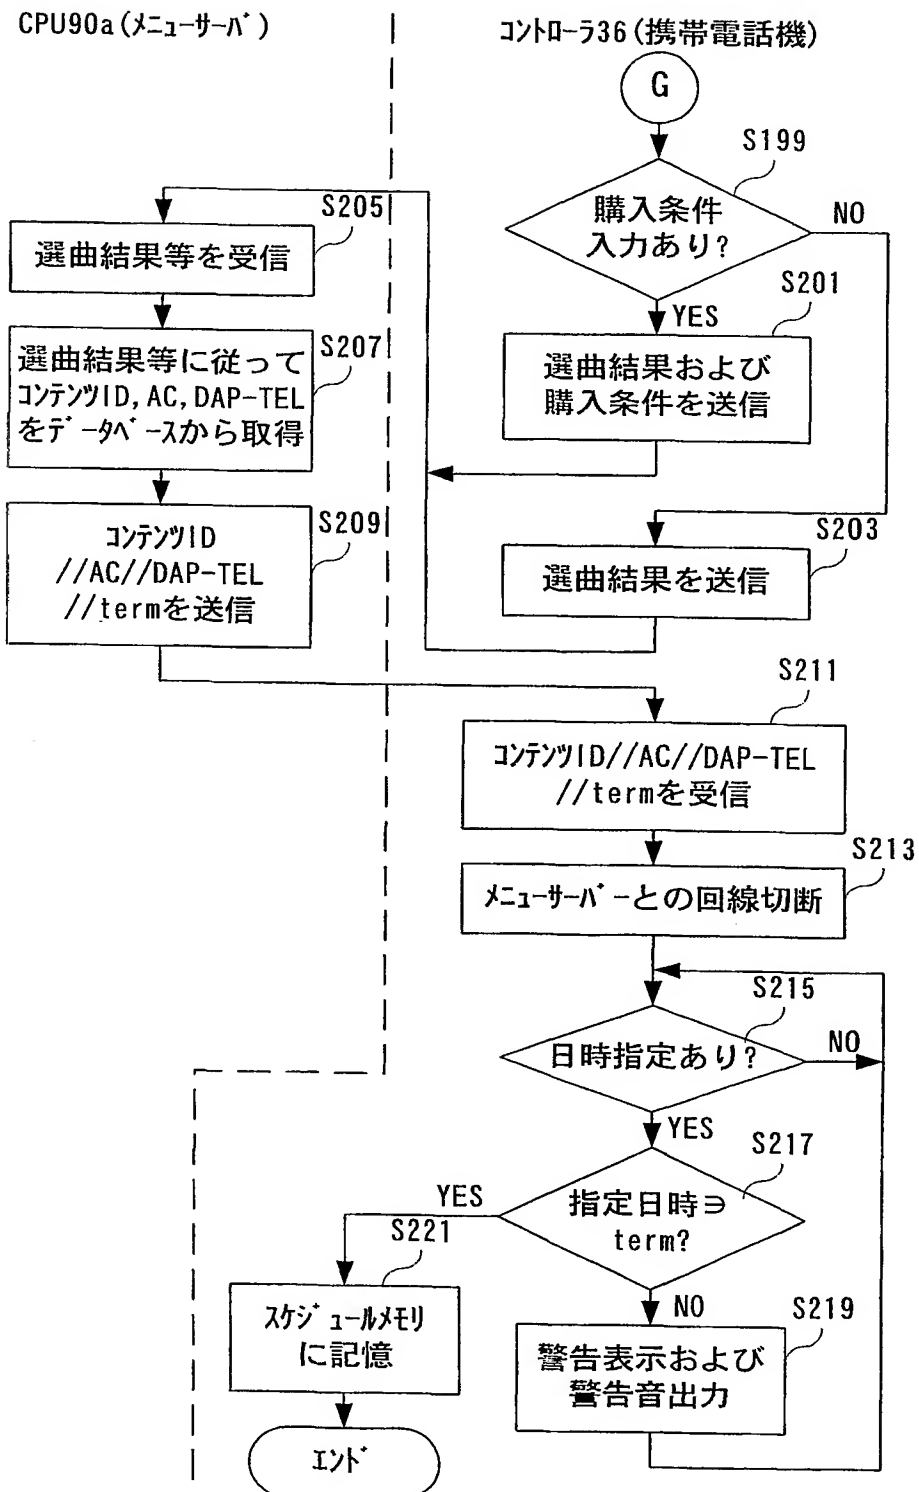 CPU90a(メニューサーバ)
コントローラ36(携帯電話機)
G
S199
購入条件
入力あり?
NO
YES
S201
選曲結果および
購入条件を送信
S203
選曲結果を送信
S205
選曲結果等を受信
S207
選曲結果等に従って
コンテンツID,AC,DAP-TEL
をデータベースから取得
S209
コンテンツID
//AC//DAP-TEL
//termを送信
S211
コンテンツID//AC//DAP-TEL
//termを受信
S213
メニューサーバーとの回線切断
S215
日時指定あり?
NO
YES
S217
指定日時∋
term?
YES
NO
S219
警告表示および
警告音出力
S221
スケジュールメモリ
に記憶
エンド